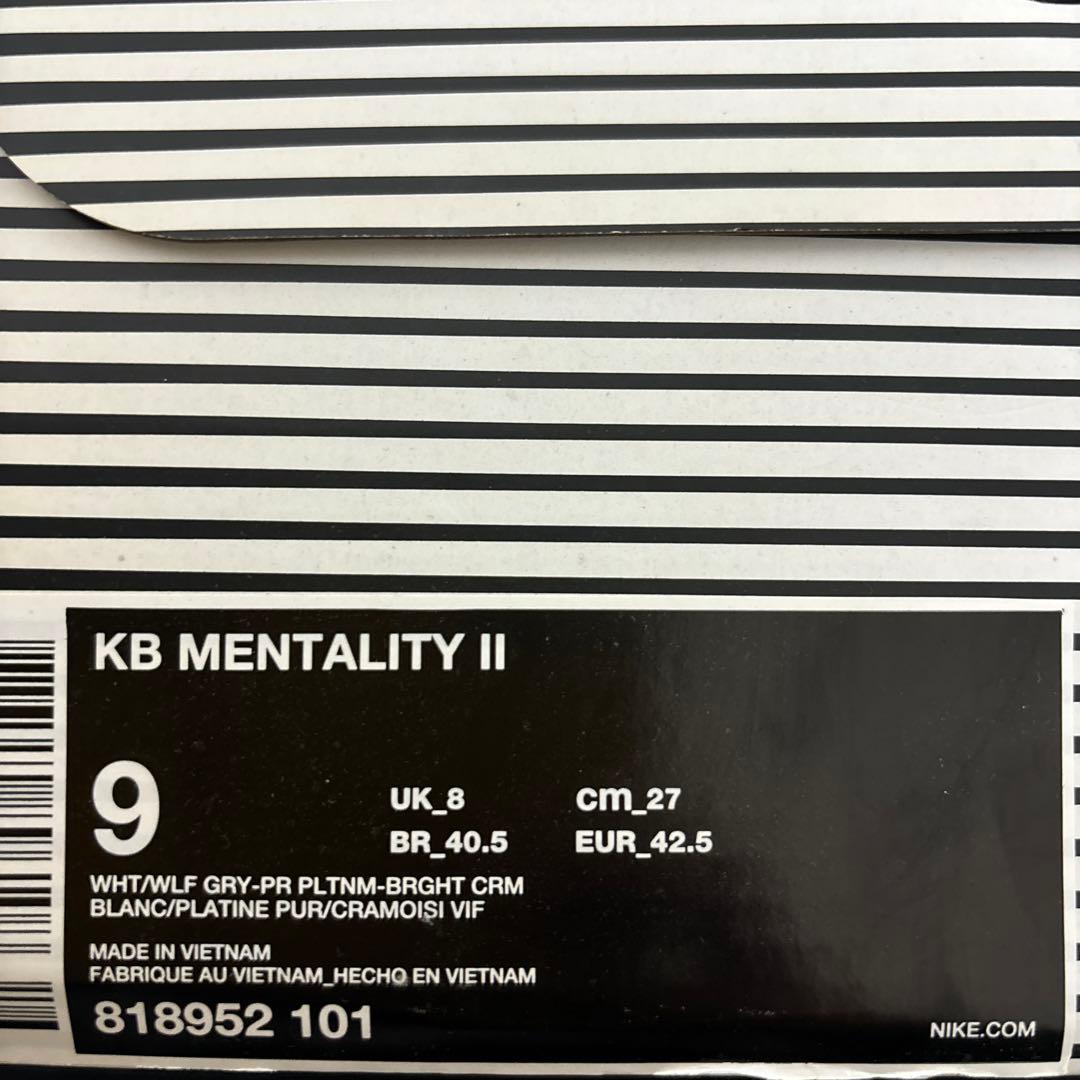 KB MENTALITY II
9
UK_8 cm_27
BR_40.5 EUR_42.5
WHT/WLF GRY-PR PLTNM-BRGHT CRM
BLANC/PLATINE PUR/CRAMOISI VIF
MADE IN VIETNAM
FABRIQUE AU VIETNAM_HECHO EN VIETNAM
818952 101
NIKE.COM